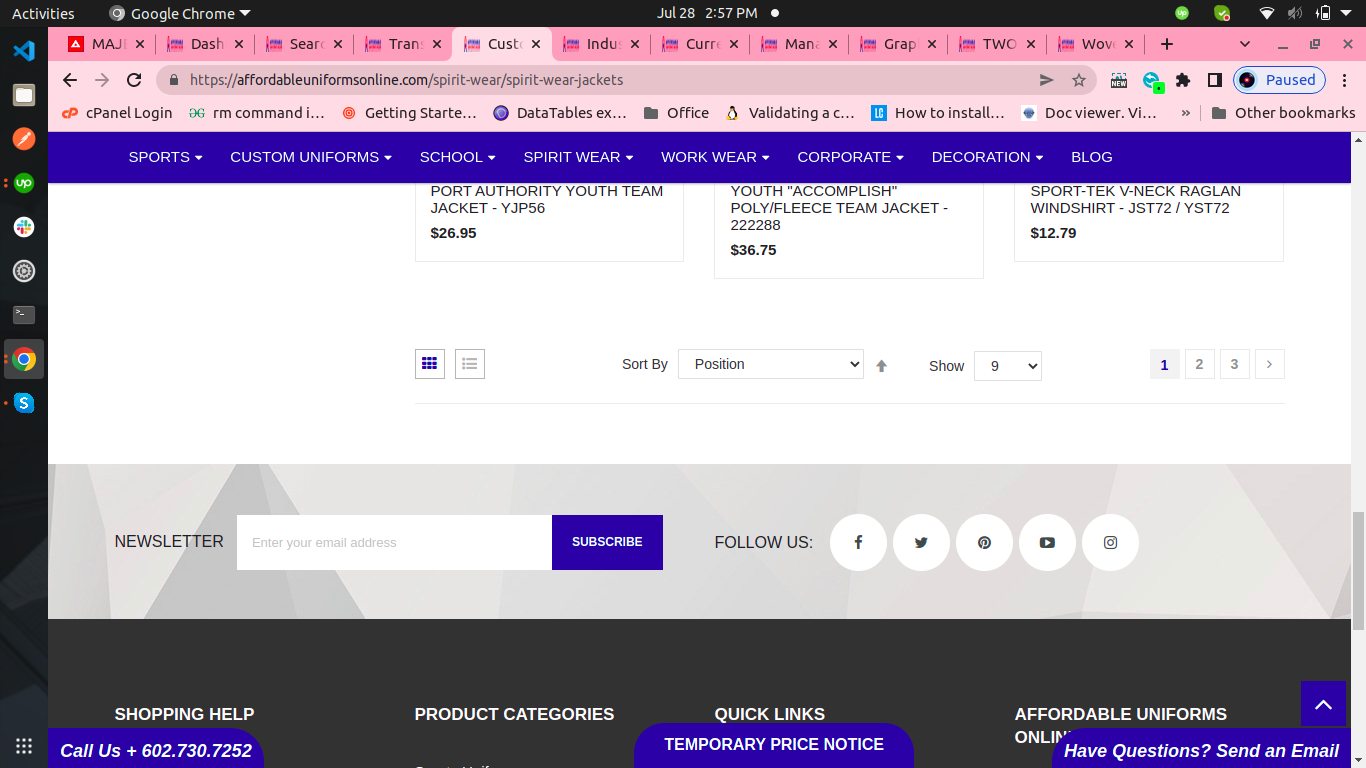 Activities
Google Chrome
Jul 28 2:57 PM
MAJ
Dash
Searc
Trans
Custo
Indus
Curre
Mana
Grap
TWO
Wove
https://affordableuniformsonline.com/spirit-wear/spirit-wear-jackets
NEW
Paused
cPanel Login
rm command i…
Getting Starte…
DataTables ex…
Office
Validating a c…
How to install…
Doc viewer. Vi…
»
Other bookmarks
SPORTS
CUSTOM UNIFORMS
SCHOOL
SPIRIT WEAR
WORK WEAR
CORPORATE
DECORATION
BLOG
PORT AUTHORITY YOUTH TEAM
JACKET - YJP56
$26.95
YOUTH "ACCOMPLISH"
POLY/FLEECE TEAM JACKET -
222288
$36.75
SPORT-TEK V-NECK RAGLAN
WINDSHIRT - JST72 / YST72
$12.79
Sort By
Position
Show
9
1
2
3
NEWSLETTER
Enter your email address
SUBSCRIBE
FOLLOW US:
SHOPPING HELP
PRODUCT CATEGORIES
QUICK LINKS
AFFORDABLE UNIFORMS
Call Us + 602.730.7252
TEMPORARY PRICE NOTICE
Have Questions? Send an Email